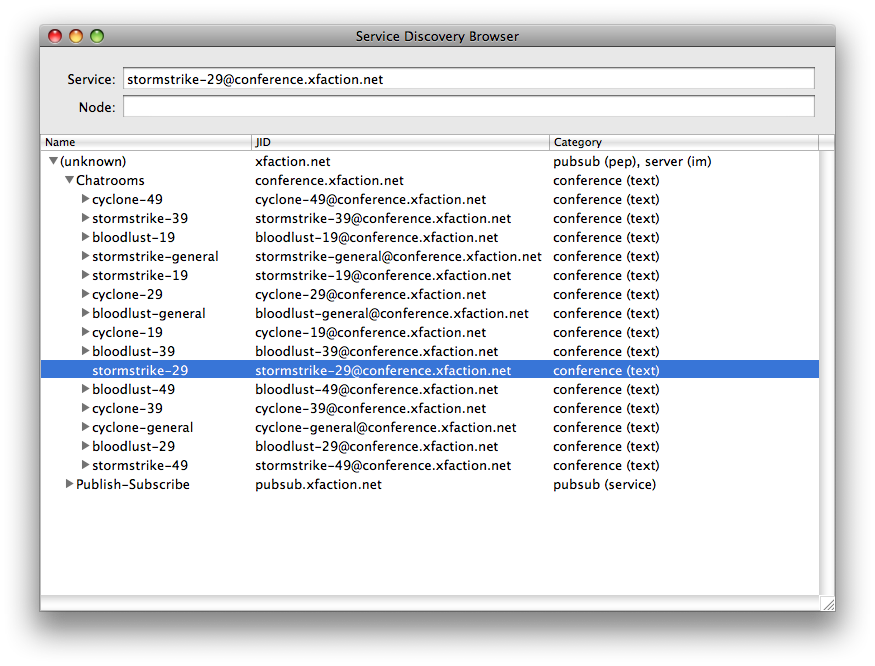 Service Discovery Browser
Service: stormstrike-29@conference.xfaction.net
Node:
Name JID Category
(unknown) xfaction.net pubsub (pep), server (im)
Chatrooms conference.xfaction.net conference (text)
cyclone-49 cyclone-49@conference.xfaction.net conference (text)
stormstrike-39 stormstrike-39@conference.xfaction.net conference (text)
bloodlust-19 bloodlust-19@conference.xfaction.net conference (text)
stormstrike-general stormstrike-general@conference.xfaction.net conference (text)
stormstrike-19 stormstrike-19@conference.xfaction.net conference (text)
cyclone-29 cyclone-29@conference.xfaction.net conference (text)
bloodlust-general bloodlust-general@conference.xfaction.net conference (text)
cyclone-19 cyclone-19@conference.xfaction.net conference (text)
bloodlust-39 bloodlust-39@conference.xfaction.net conference (text)
stormstrike-29 stormstrike-29@conference.xfaction.net conference (text)
bloodlust-49 bloodlust-49@conference.xfaction.net conference (text)
cyclone-39 cyclone-39@conference.xfaction.net conference (text)
cyclone-general cyclone-general@conference.xfaction.net conference (text)
bloodlust-29 bloodlust-29@conference.xfaction.net conference (text)
stormstrike-49 stormstrike-49@conference.xfaction.net conference (text)
Publish-Subscribe pubsub.xfaction.net pubsub (service)